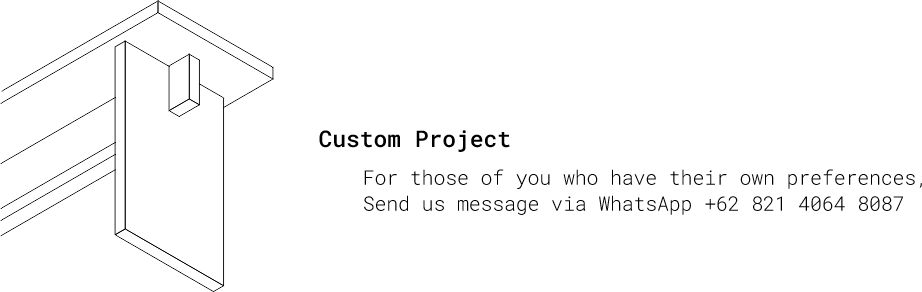 Custom Project
For those of you who have their own preferences,
Send us message via WhatsApp +62 821 4064 8087